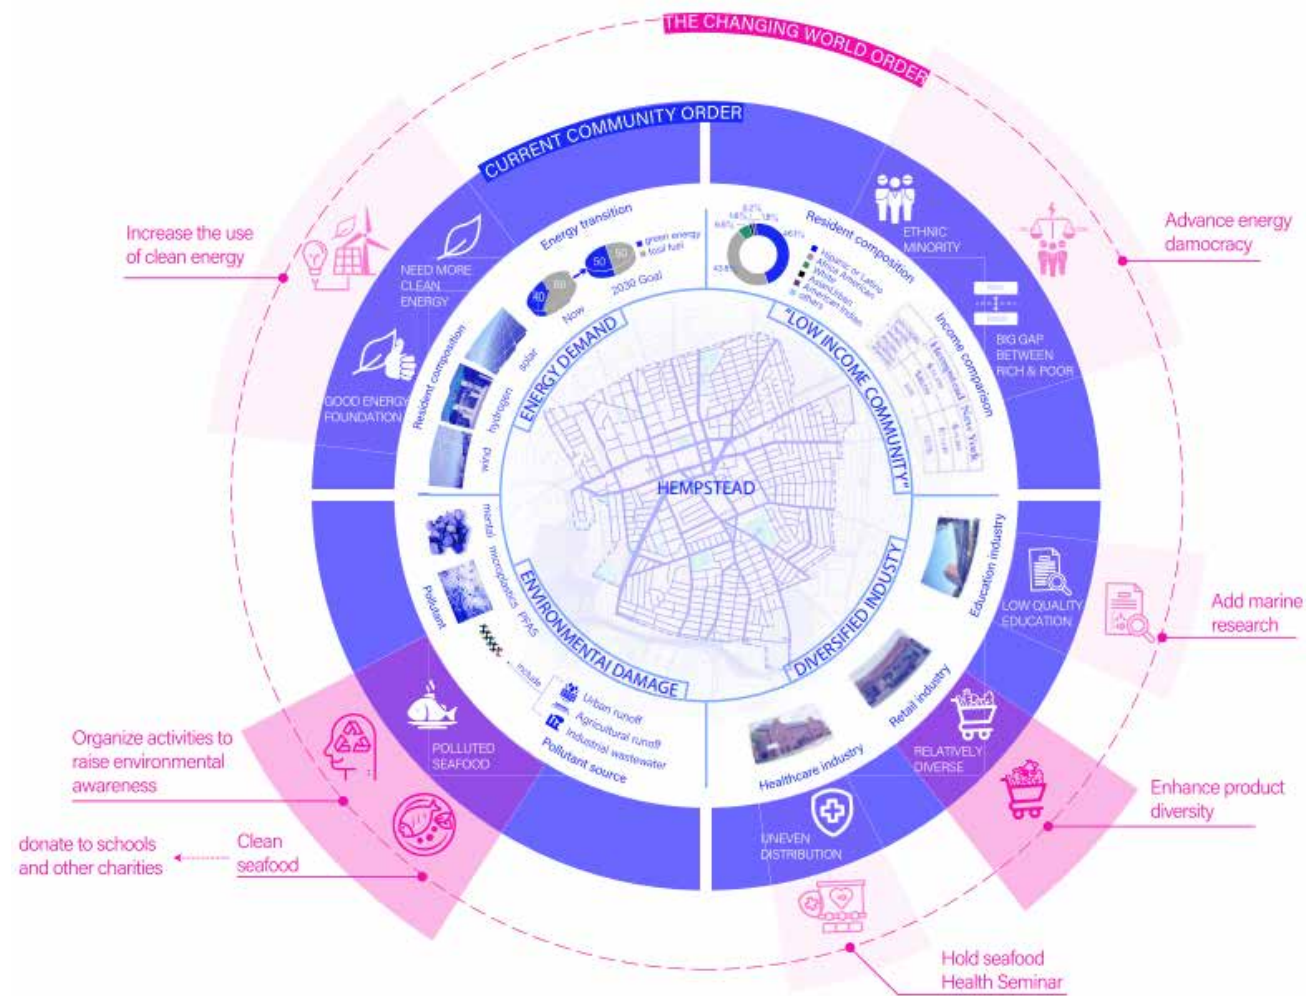 THE CHANGING WORLD ORDER
CURRENT COMMUNITY ORDER
Increase the use
of clean energy
NEED MORE
CLEAN
ENERGY
GOOD ENERGY
FOUNDATION
Energy transition
green energy
fossil fuel
40
60
50
50
Now
2030 Goal
Resident composition
solar
hydrogen
wind
ENERGY DEMAND
Resident composition
Hispanic or Latino
Africa American
White
American Indian
others
ETHNIC
MINORITY
BIG GAP
BETWEEN
RICH & POOR
Income comparison
Hempstead
New York
"LOW INCOME COMMUNITY"
Advance energy
damocracy
HEMPSTEAD
mental
microplastics
PFAS
Pollutant
include
Urban runoff
Agricultural runoff
Industrial wastewater
Pollutant source
ENVIRONMENTAL DAMAGE
POLLUTED
SEAFOOD
Organize activities to
raise environmental
awareness
donate to schools
and other charities
Clean
seafood
DIVERSIFIED INDUSTY
Education industry
Retail industry
Healthcare industry
LOW QUALITY
EDUCATION
RELATIVELY
DIVERSE
UNEVEN
DISTRIBUTION
Add marine
research
Enhance product
diversity
Hold seafood
Health Seminar